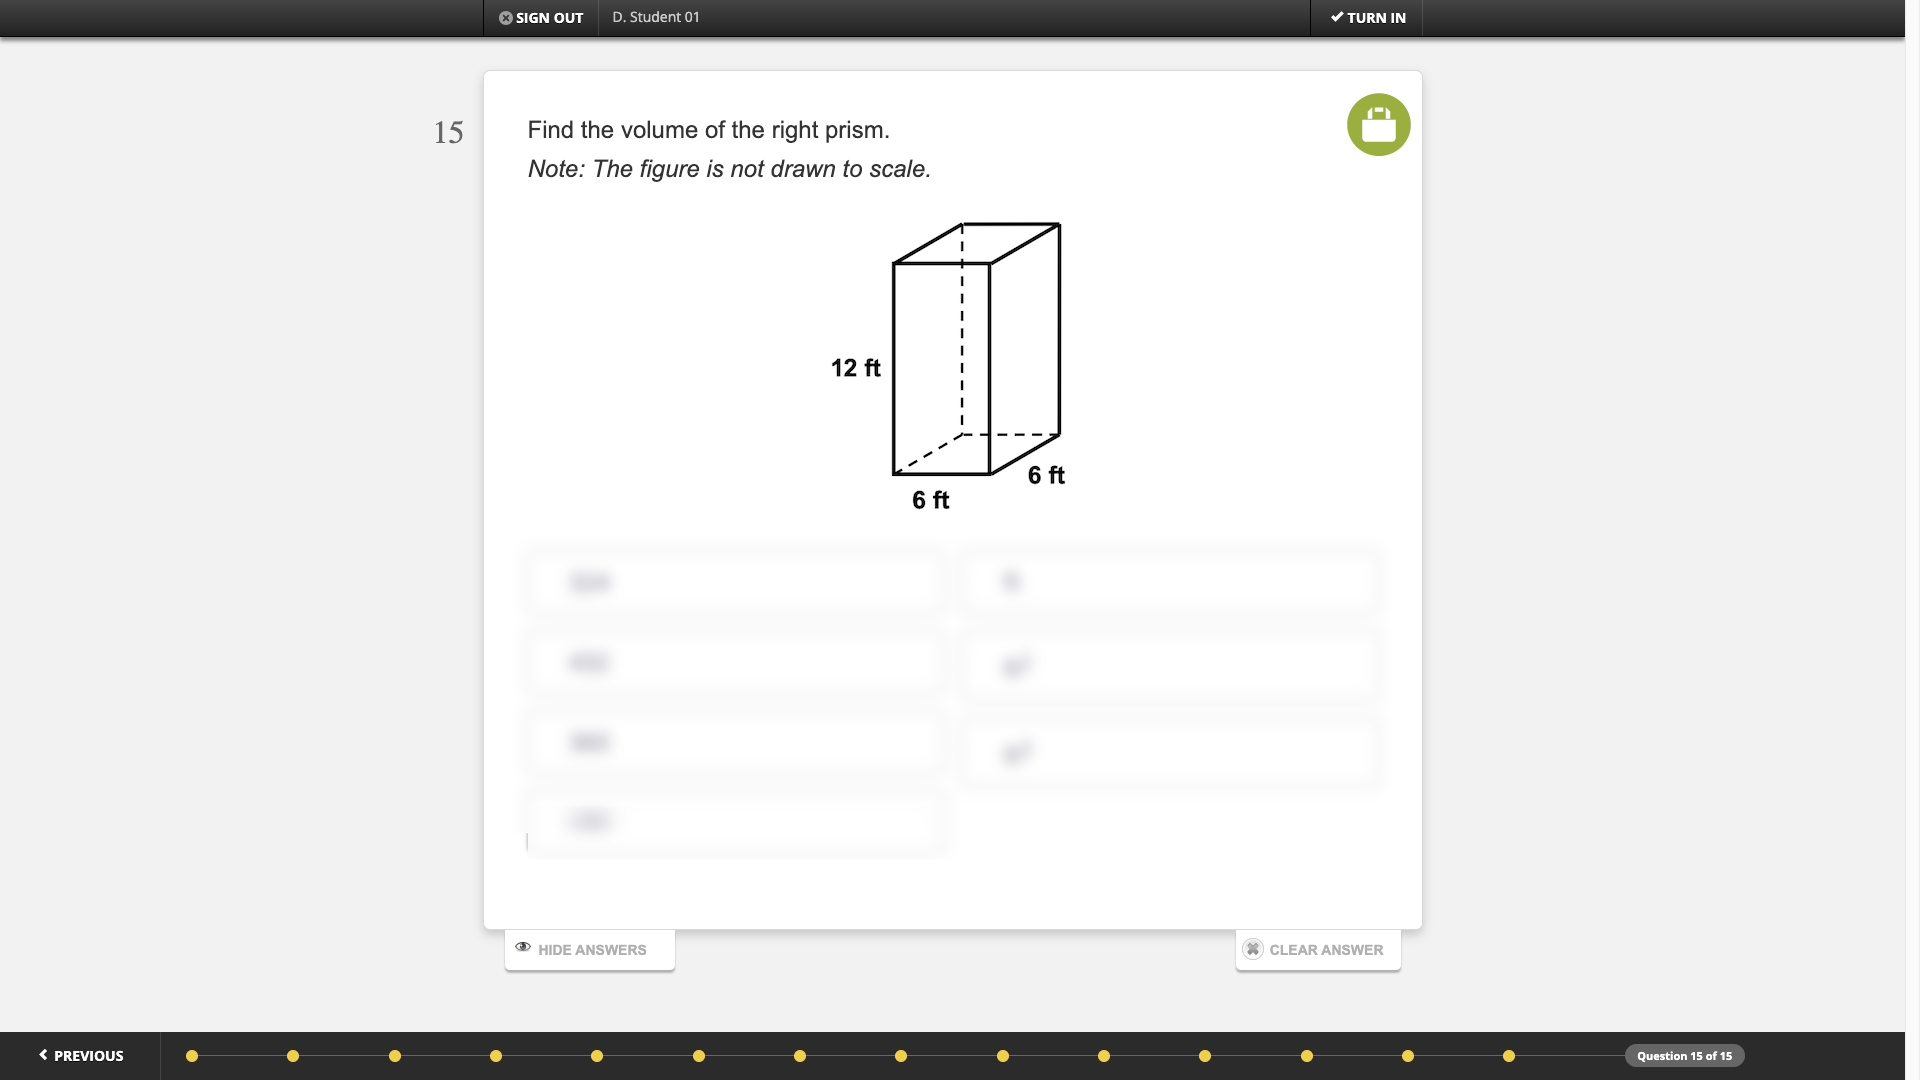 SIGN OUT
D. Student 01
TURN IN
15
Find the volume of the right prism.
Note: The figure is not drawn to scale.
12 ft
6 ft
6 ft
HIDE ANSWERS
CLEAR ANSWER
PREVIOUS
Question 15 of 15